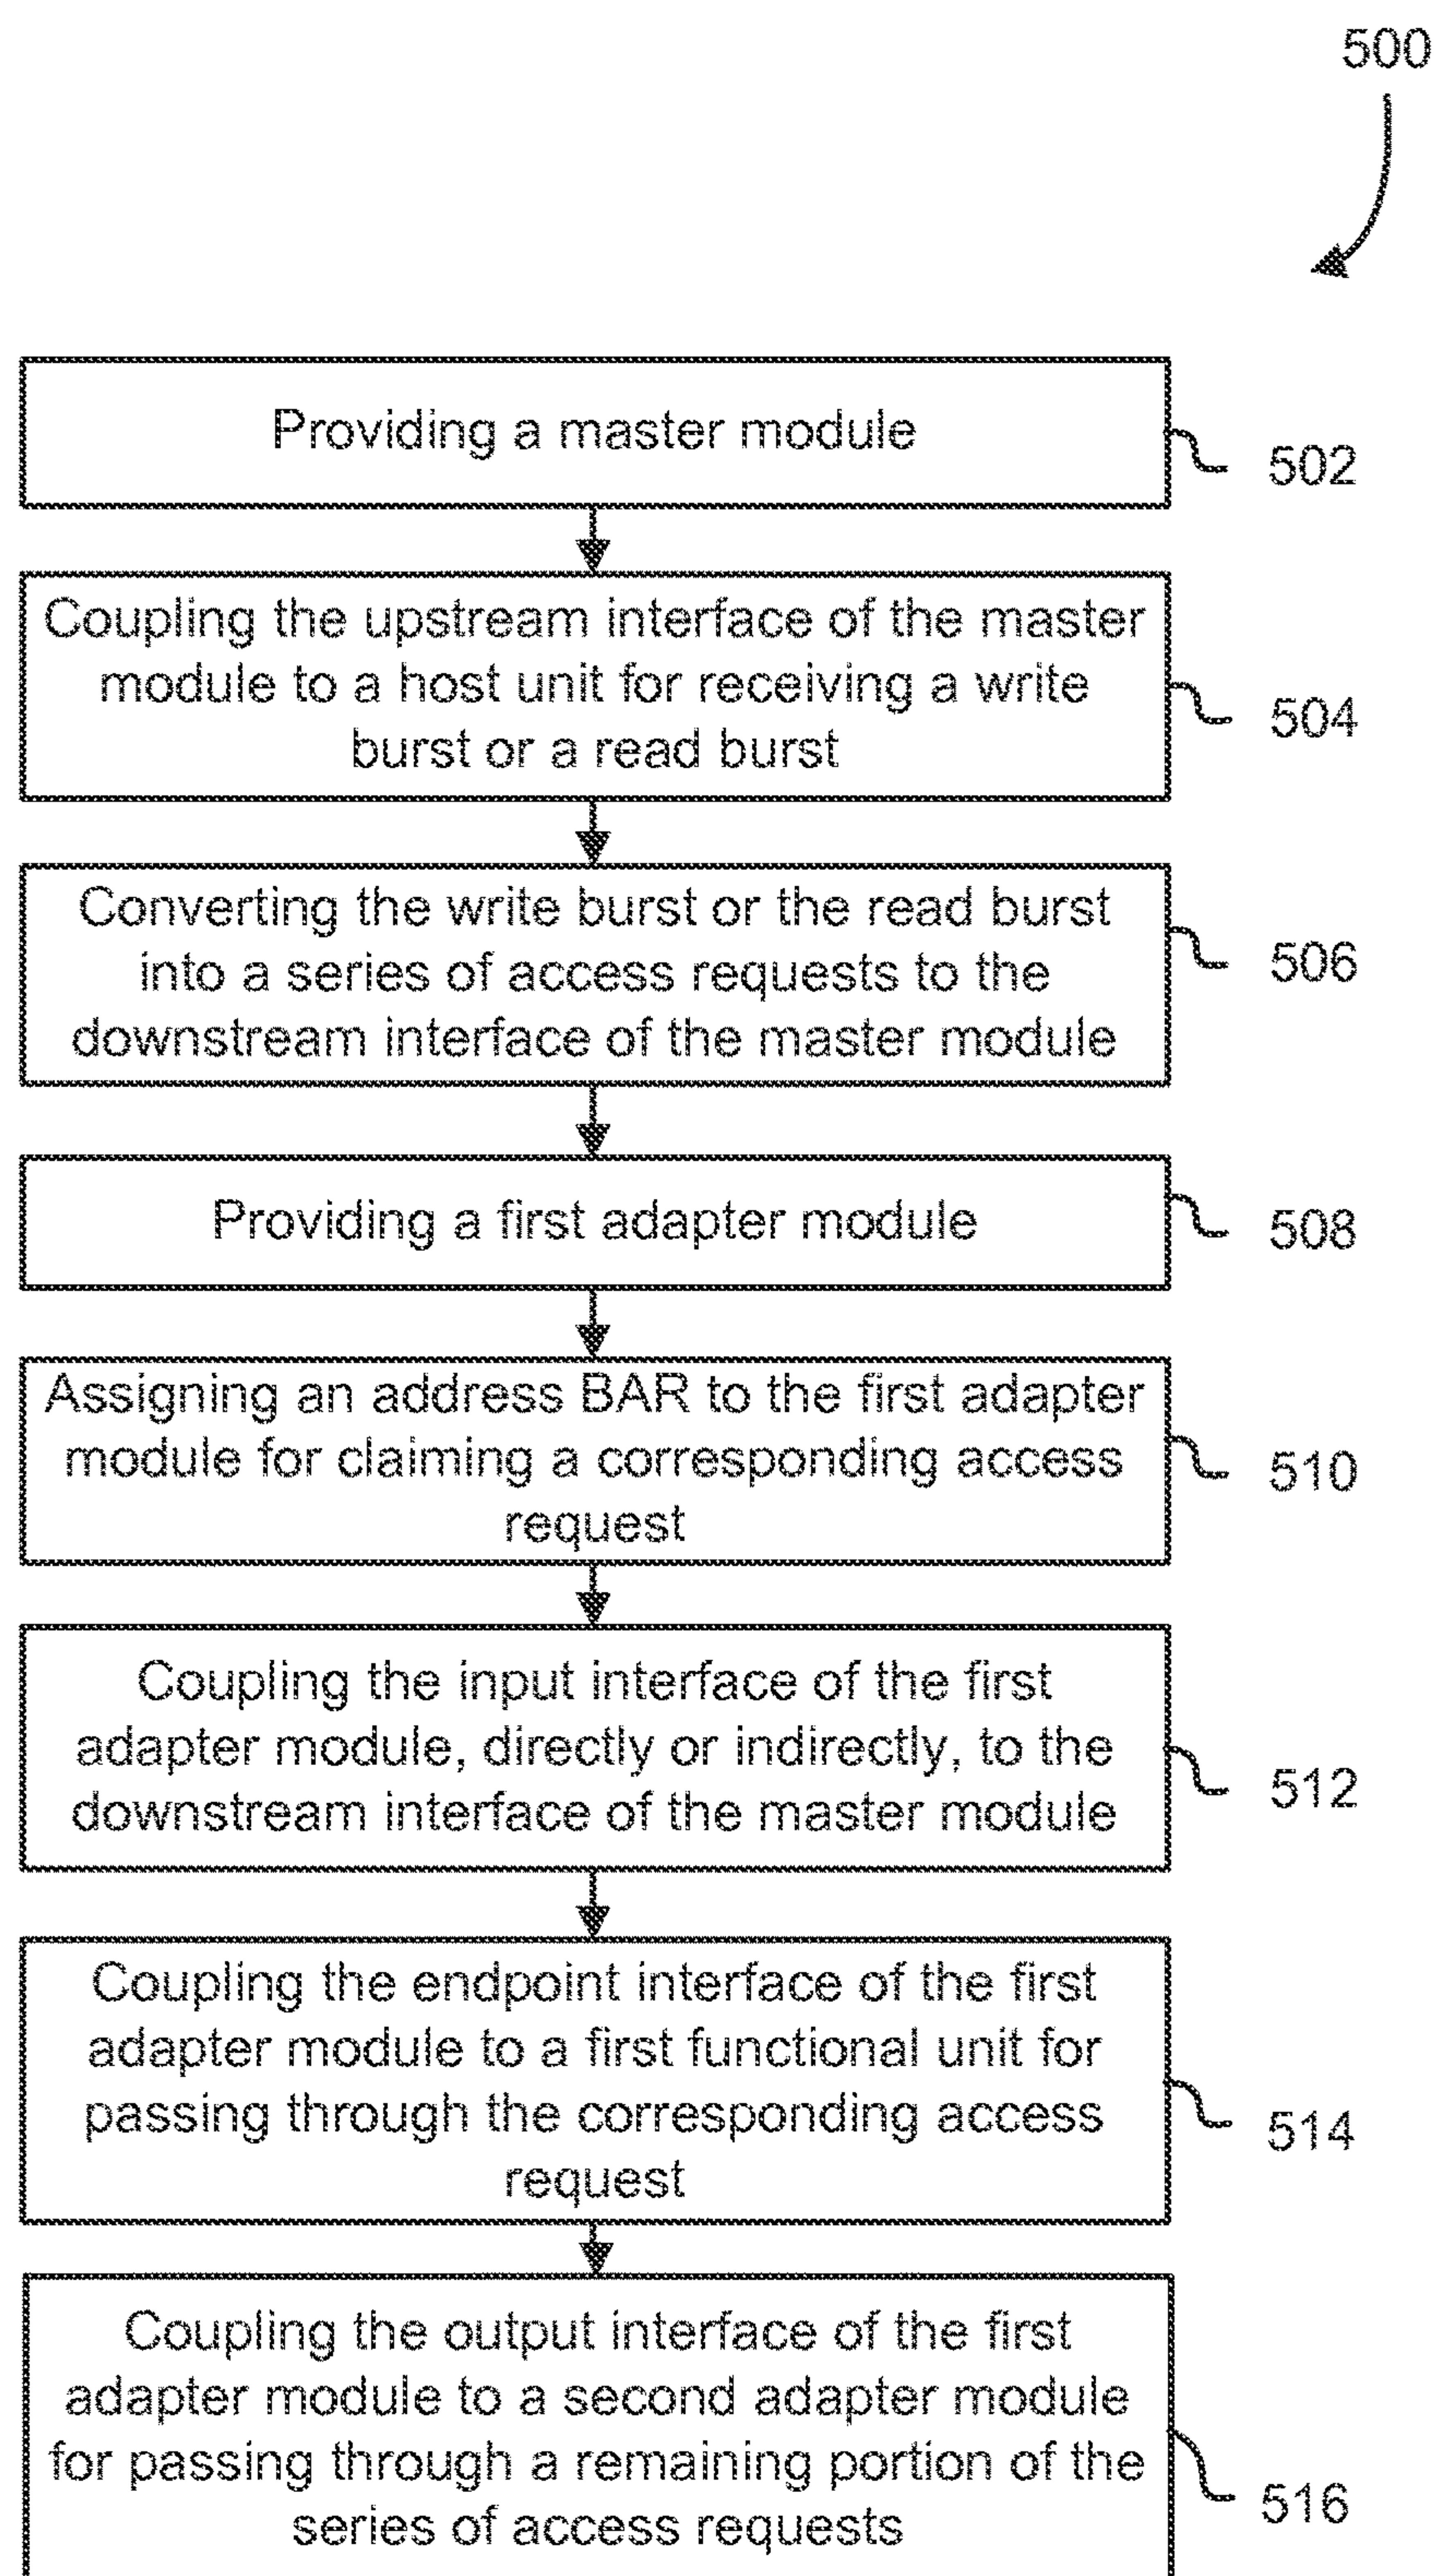 500
Providing a master module
502
Coupling the upstream interface of the master
module to a host unit for receiving a write
burst or a read burst
504
Converting the write burst or the read burst
into a series of access requests to the
downstream interface of the master module
506
Providing a first adapter module
508
Assigning an address BAR to the first adapter
module for claiming a corresponding access
request
510
Coupling the input interface of the first
adapter module, directly or indirectly, to the
downstream interface of the master module
512
Coupling the endpoint interface of the first
adapter module to a first functional unit for
passing through the corresponding access
request
514
Coupling the output interface of the first
adapter module to a second adapter module
for passing through a remaining portion of the
series of access requests
516